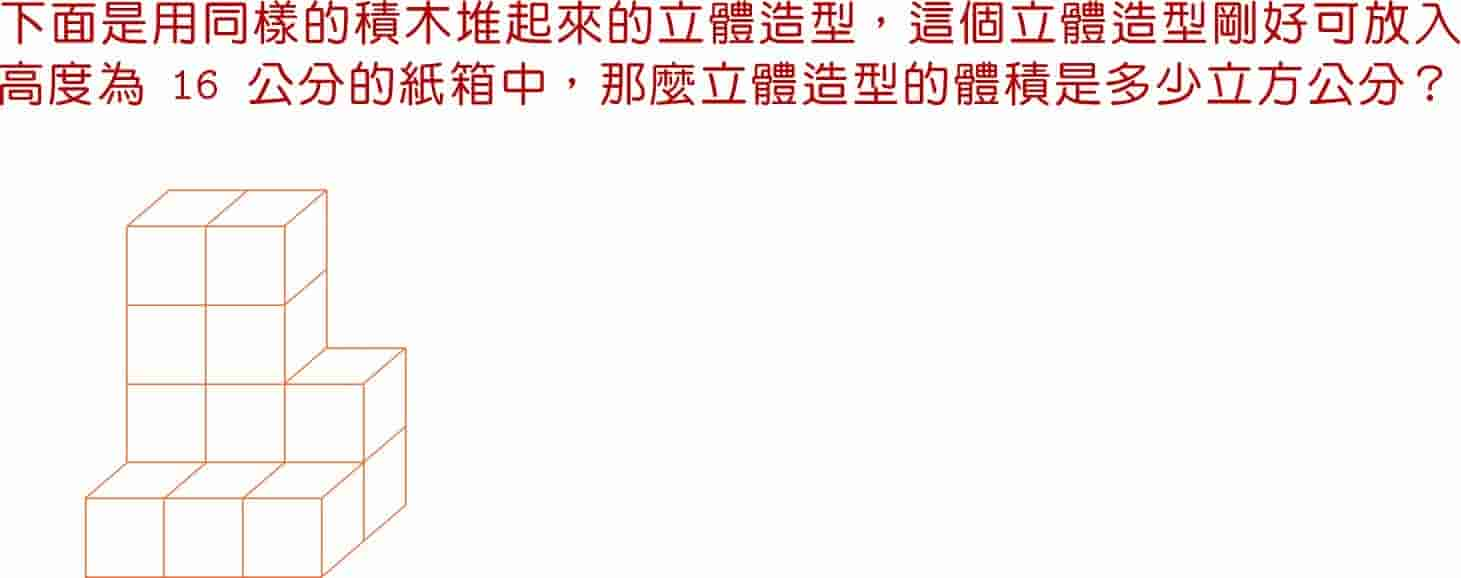 下面是用同樣的積木堆起來的立體造型，這個立體造型剛好可放入
高度為 16 公分的紙箱中，那麼立體造型的體積是多少立方公分？